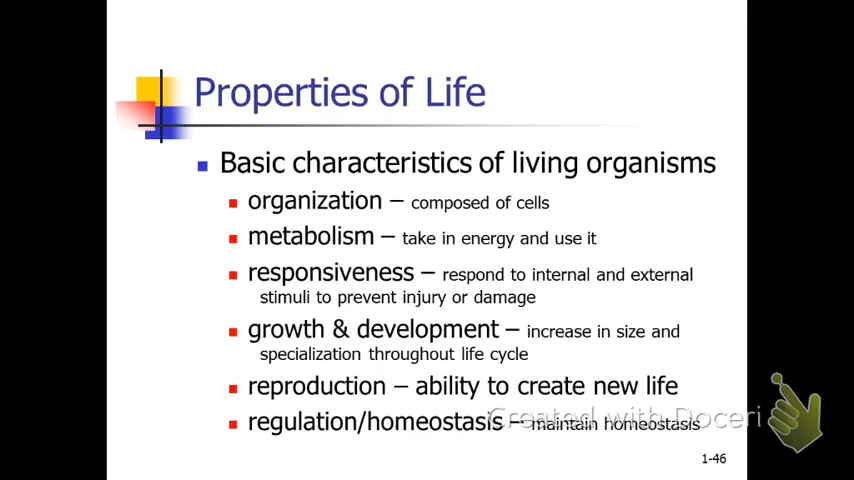 Properties of Life
Basic characteristics of living organisms
organization – composed of cells
metabolism – take in energy and use it
responsiveness – respond to internal and external
stimuli to prevent injury or damage
growth & development – increase in size and
specialization throughout life cycle
reproduction – ability to create new life
regulation/homeostasis – maintain homeostasis
Created with Doceri
1-46